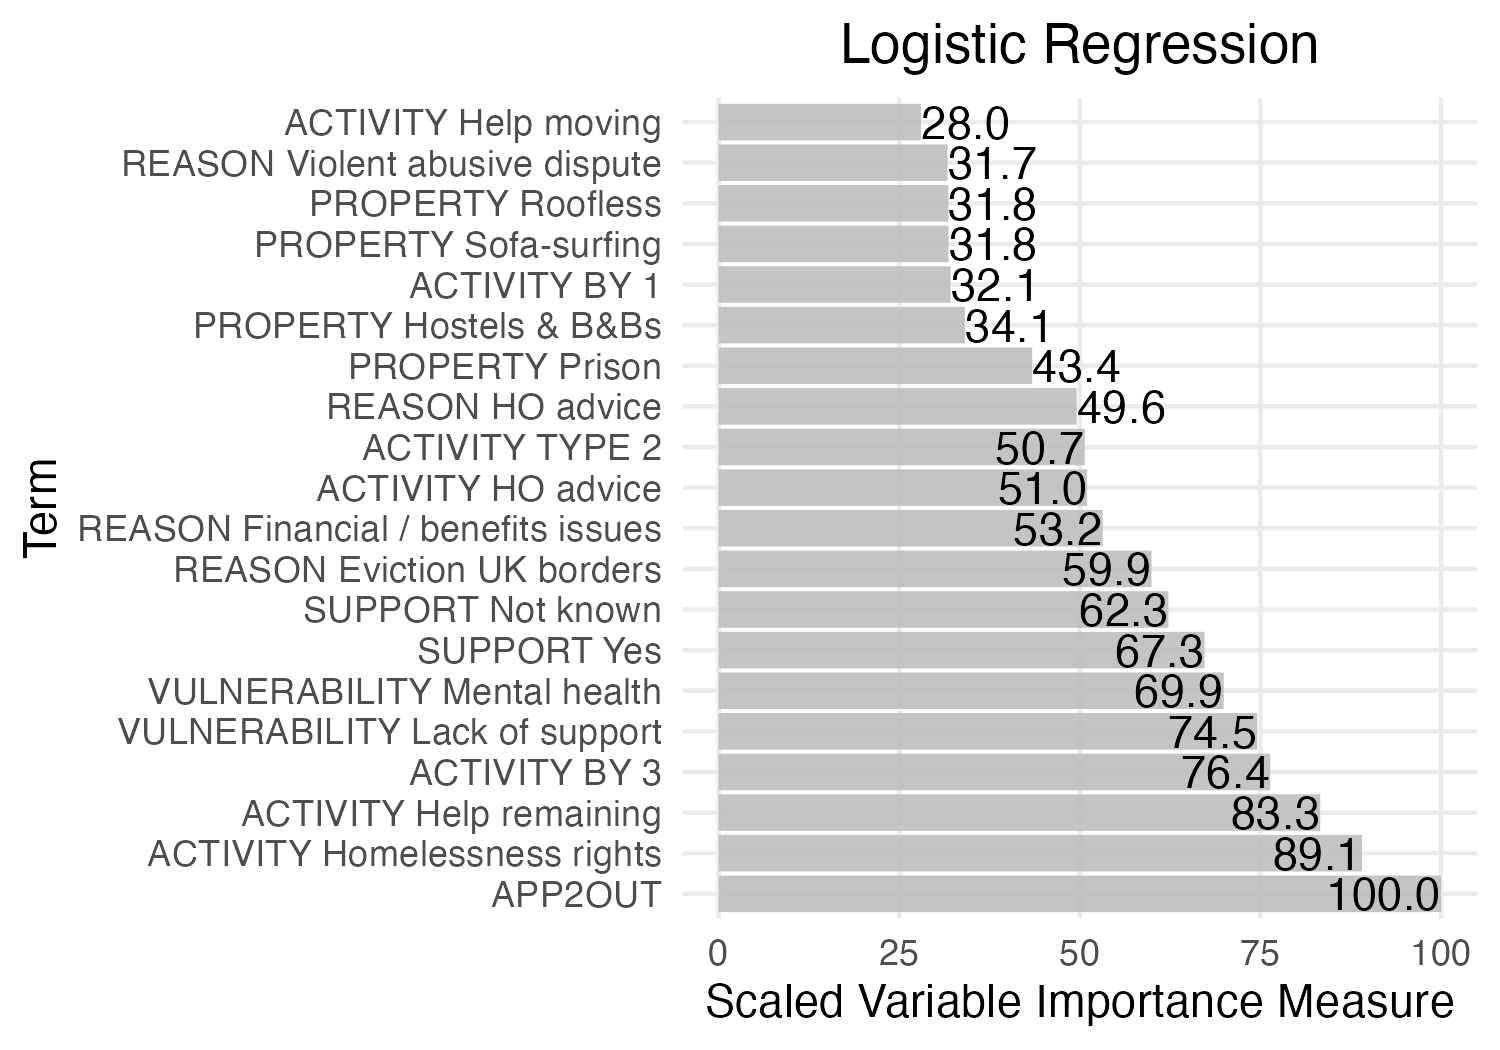 Logistic Regression
Term
ACTIVITY Help moving 28.0
REASON Violent abusive dispute 31.7
PROPERTY Roofless 31.8
PROPERTY Sofa-surfing 31.8
ACTIVITY BY 1 32.1
PROPERTY Hostels & B&Bs 34.1
PROPERTY Prison 43.4
REASON HO advice 49.6
ACTIVITY TYPE 2 50.7
ACTIVITY HO advice 51.0
REASON Financial / benefits issues 53.2
REASON Eviction UK borders 59.9
SUPPORT Not known 62.3
SUPPORT Yes 67.3
VULNERABILITY Mental health 69.9
VULNERABILITY Lack of support 74.5
ACTIVITY BY 3 76.4
ACTIVITY Help remaining 83.3
ACTIVITY Homelessness rights 89.1
APP2OUT 100.0
0 25 50 75 100
Scaled Variable Importance Measure